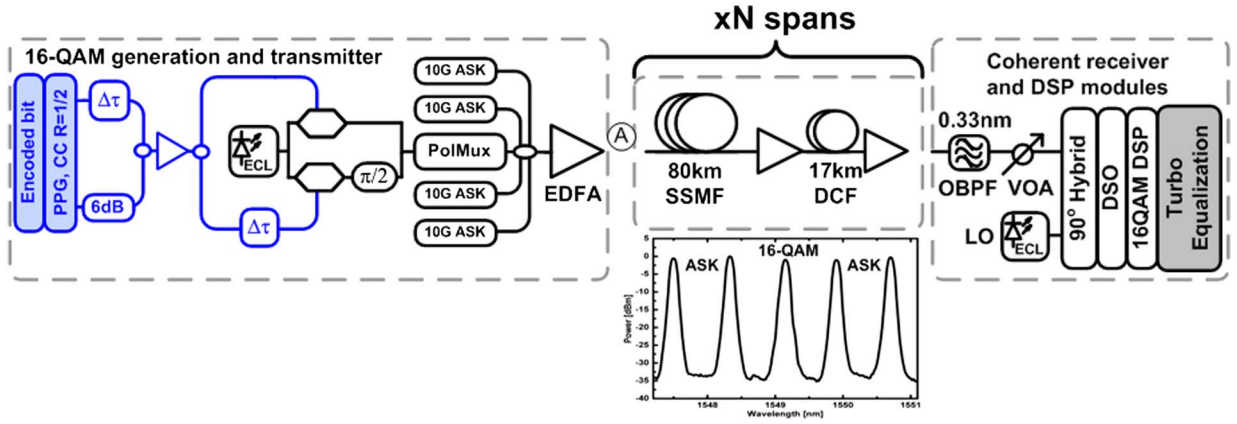 xN spans
16-QAM generation and transmitter
Encoded bit
PPG, CC R=1/2
Δτ
6dB
ECL
π/2
Δτ
10G ASK
10G ASK
PolMux
10G ASK
10G ASK
EDFA
A
80km
SSMF
17km
DCF
Coherent receiver
and DSP modules
0.33nm
OBPF
VOA
LO
ECL
90° Hybrid
DSO
16QAM DSP
Turbo
Equalization
16-QAM
ASK
ASK
Power [dBm]
5
0
-5
-10
-15
-20
-25
-30
-35
-40
1548
1549
1550
1551
Wavelength [nm]